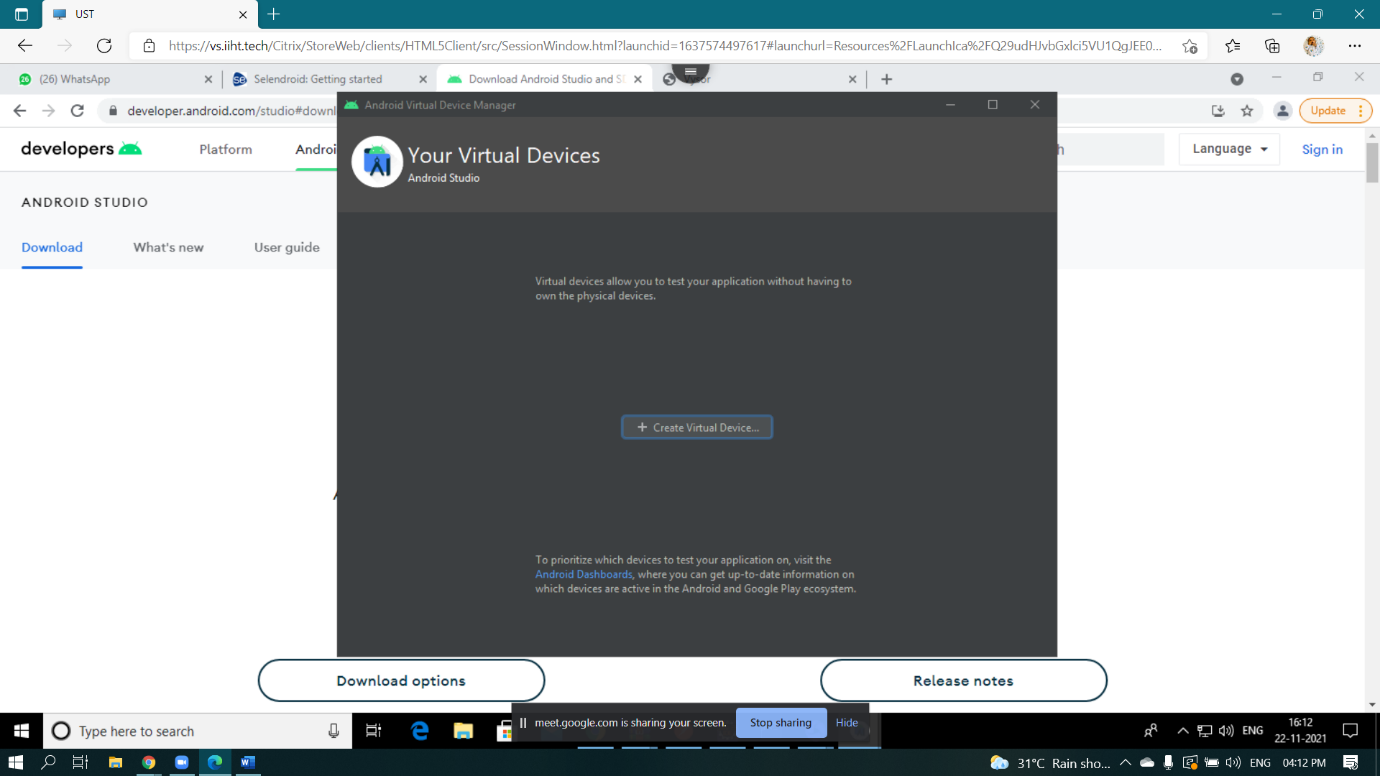 UST
https://vs.iiht.tech/Citrix/StoreWeb/clients/HTML5Client/src/SessionWindow.html?launchid=1637574497617#launchurl=Resources%2FLaunchIca%2FQ29udHJvbGxlci5VU1QgJEE0...
(26) WhatsApp
Selendroid: Getting started
Download Android Studio and SD
developer.android.com/studio#downl
Update
Android Virtual Device Manager
developers
Platform
Androi
Language
Sign in
Your Virtual Devices
Android Studio
ANDROID STUDIO
Download
What's new
User guide
Virtual devices allow you to test your application without having to
own the physical devices.
+ Create Virtual Device...
To prioritize which devices to test your application on, visit the
Android Dashboards, where you can get up-to-date information on
which devices are active in the Android and Google Play ecosystem.
Download options
Release notes
Type here to search
meet.google.com is sharing your screen.
Stop sharing
Hide
ENG
16:12
22-11-2021
31°C Rain sho...
ENG
04:12 PM